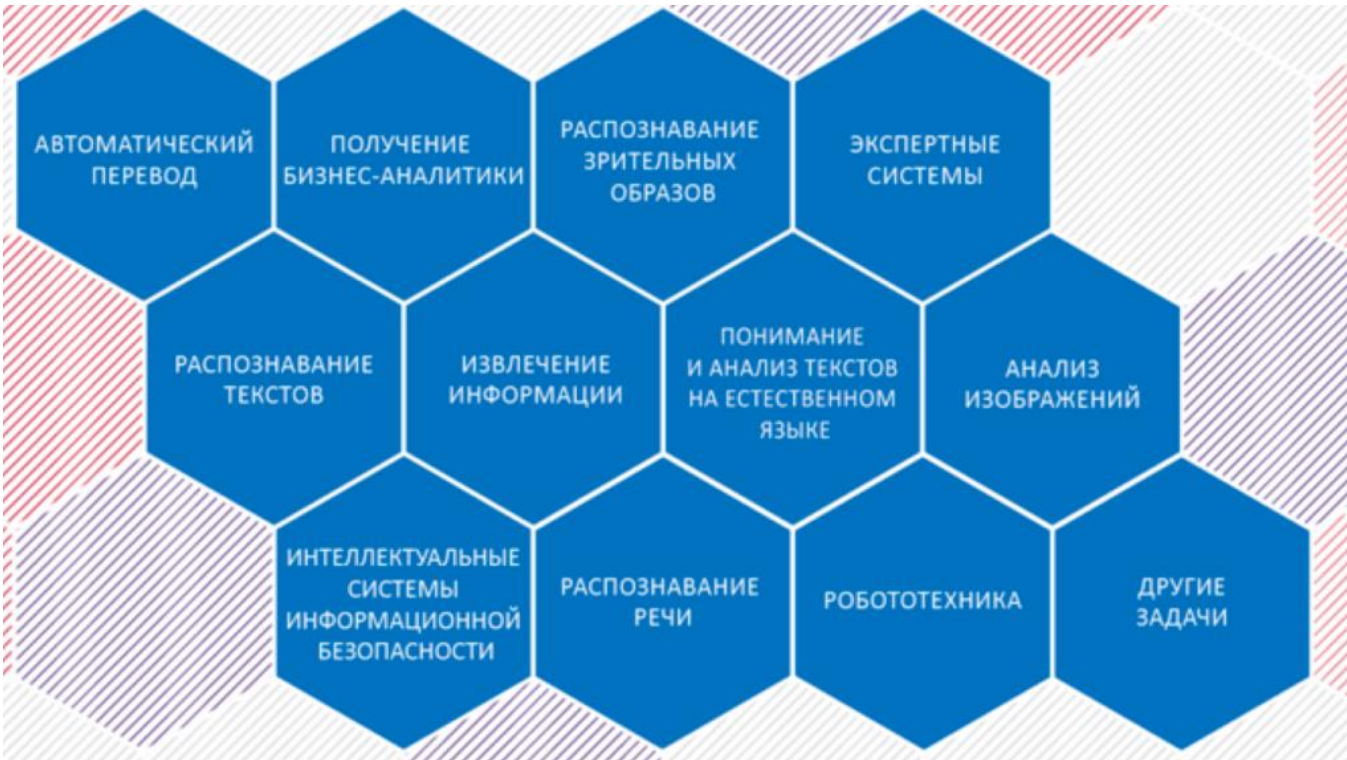 АВТОМАТИЧЕСКИЙ
ПЕРЕВОД
ПОЛУЧЕНИЕ
БИЗНЕС-АНАЛИТИКИ
РАСПОЗНАВАНИЕ
ЗРИТЕЛЬНЫХ
ОБРАЗОВ
ЭКСПЕРТНЫЕ
СИСТЕМЫ
РАСПОЗНАВАНИЕ
ТЕКСТОВ
ИЗВЛЕЧЕНИЕ
ИНФОРМАЦИИ
ПОНИМАНИЕ
И АНАЛИЗ ТЕКСТОВ
НА ЕСТЕСТВЕННОМ
ЯЗЫКЕ
АНАЛИЗ
ИЗОБРАЖЕНИЙ
ИНТЕЛЛЕКТУАЛЬНЫЕ
СИСТЕМЫ
ИНФОРМАЦИОННОЙ
БЕЗОПАСНОСТИ
РАСПОЗНАВАНИЕ
РЕЧИ
РОБОТОТЕХНИКА
ДРУГИЕ
ЗАДАЧИ